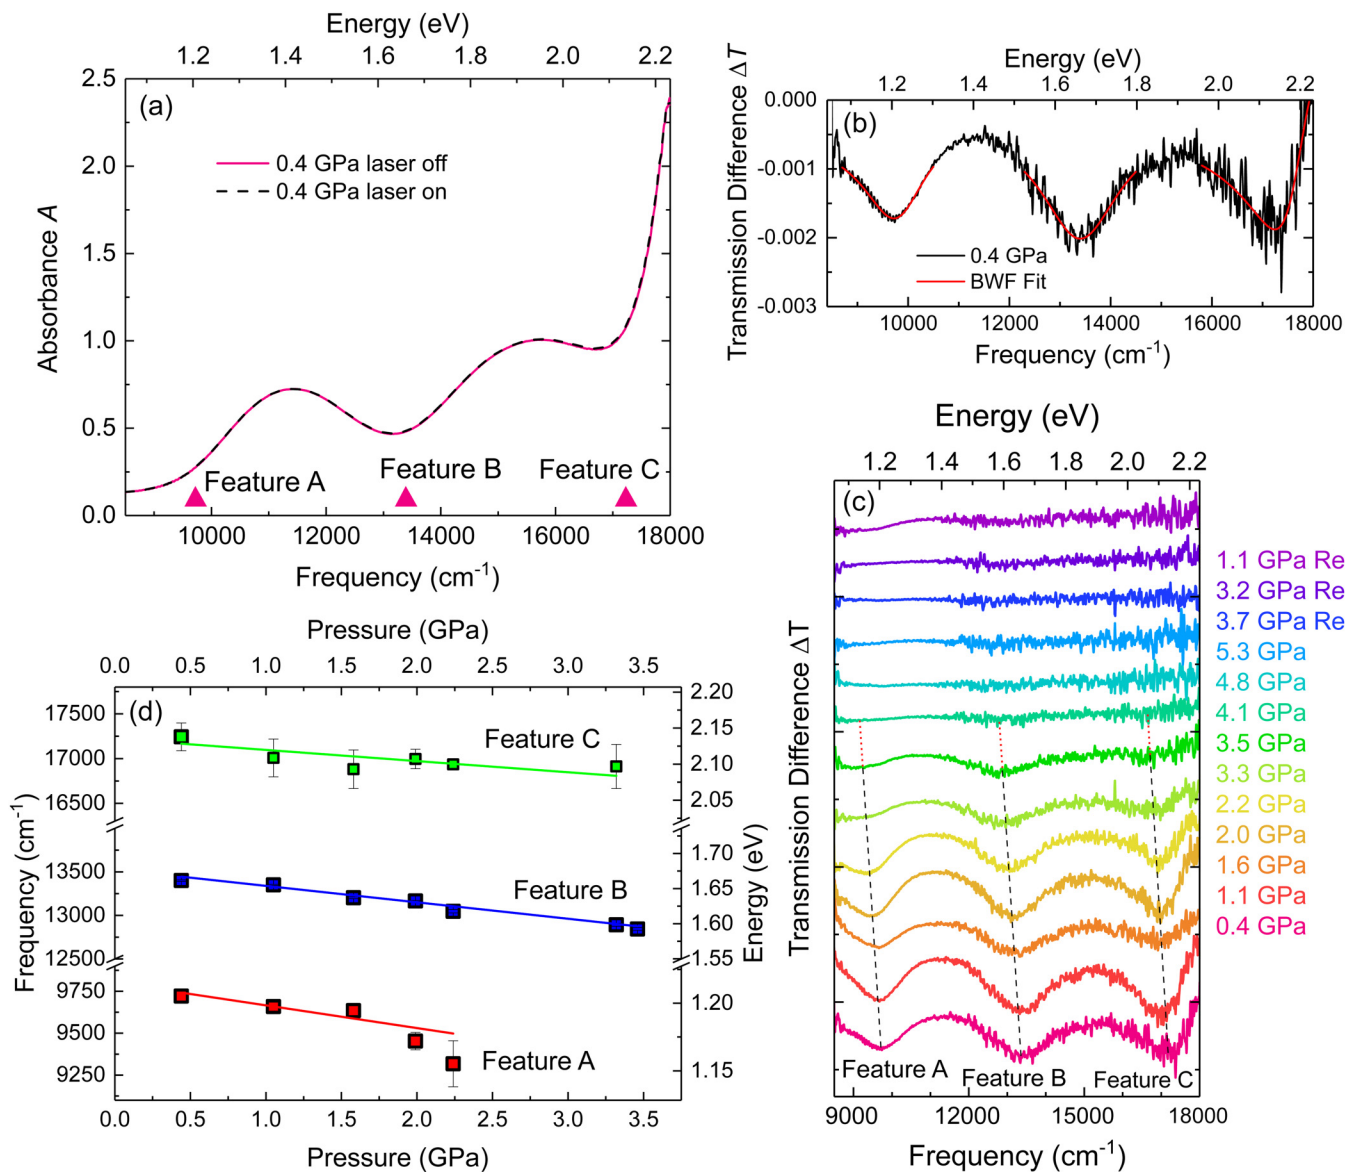 Energy (eV)
1.2 1.4 1.6 1.8 2.0 2.2
(a)
2.5
2.0
1.5
1.0
0.5
0.0
Absorbance A
0.4 GPa laser off
0.4 GPa laser on
Feature A
Feature B
Feature C
10000 12000 14000 16000 18000
Frequency (cm-1)
Energy (eV)
1.2 1.4 1.6 1.8 2.0 2.2
(b)
0.000
-0.001
-0.002
-0.003
Transmission Difference ΔT
0.4 GPa
BWF Fit
10000 12000 14000 16000 18000
Frequency (cm-1)
Energy (eV)
1.2 1.4 1.6 1.8 2.0 2.2
(c)
Transmission Difference ΔT
1.1 GPa Re
3.2 GPa Re
3.7 GPa Re
5.3 GPa
4.8 GPa
4.1 GPa
3.5 GPa
3.3 GPa
2.2 GPa
2.0 GPa
1.6 GPa
1.1 GPa
0.4 GPa
Feature A
Feature B
Feature C
9000 12000 15000 18000
Frequency (cm-1)
Pressure (GPa)
0.0 0.5 1.0 1.5 2.0 2.5 3.0 3.5
(d)
17500
17000
16500
13500
13000
12500
9750
9500
9250
Frequency (cm-1)
2.20
2.15
2.10
2.05
1.70
1.65
1.60
1.55
1.20
1.15
Energy (eV)
Feature C
Feature B
Feature A
0.0 0.5 1.0 1.5 2.0 2.5 3.0 3.5
Pressure (GPa)